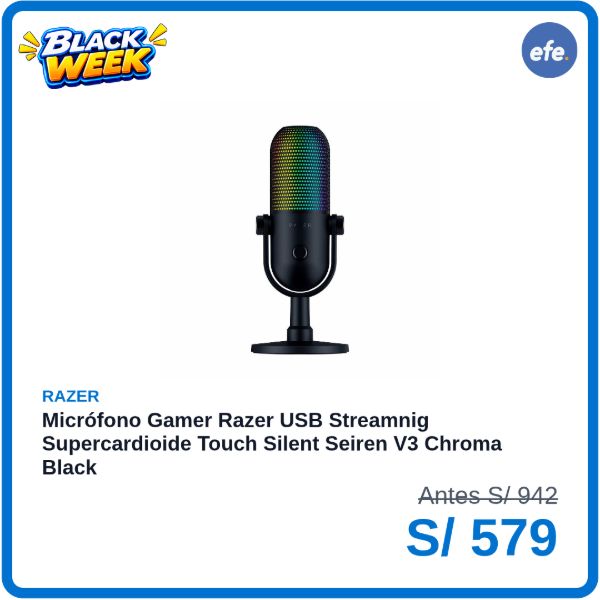 BLACK
WEEK
efe.
RAZER
Micrófono Gamer Razer USB Streamnig
Supercardioide Touch Silent Seiren V3 Chroma
Black
Antes S/ 942
S/ 579